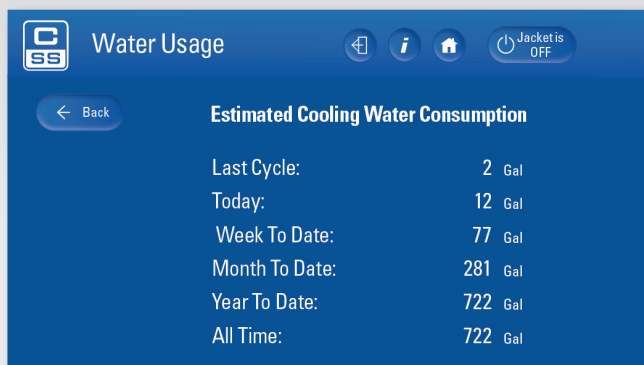 C
SS
Water Usage
i
Jacket is
OFF
Back
Estimated Cooling Water Consumption
Last Cycle: 2 Gal
Today: 12 Gal
Week To Date: 77 Gal
Month To Date: 281 Gal
Year To Date: 722 Gal
All Time: 722 Gal